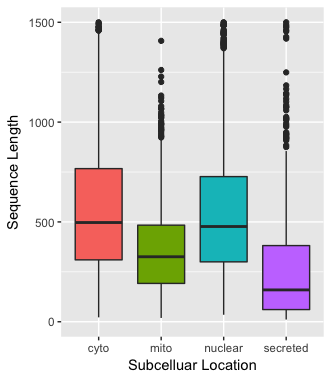 1500
1000
500
0
Sequence Length
cyto mito nuclear secreted
Subcelluar Location